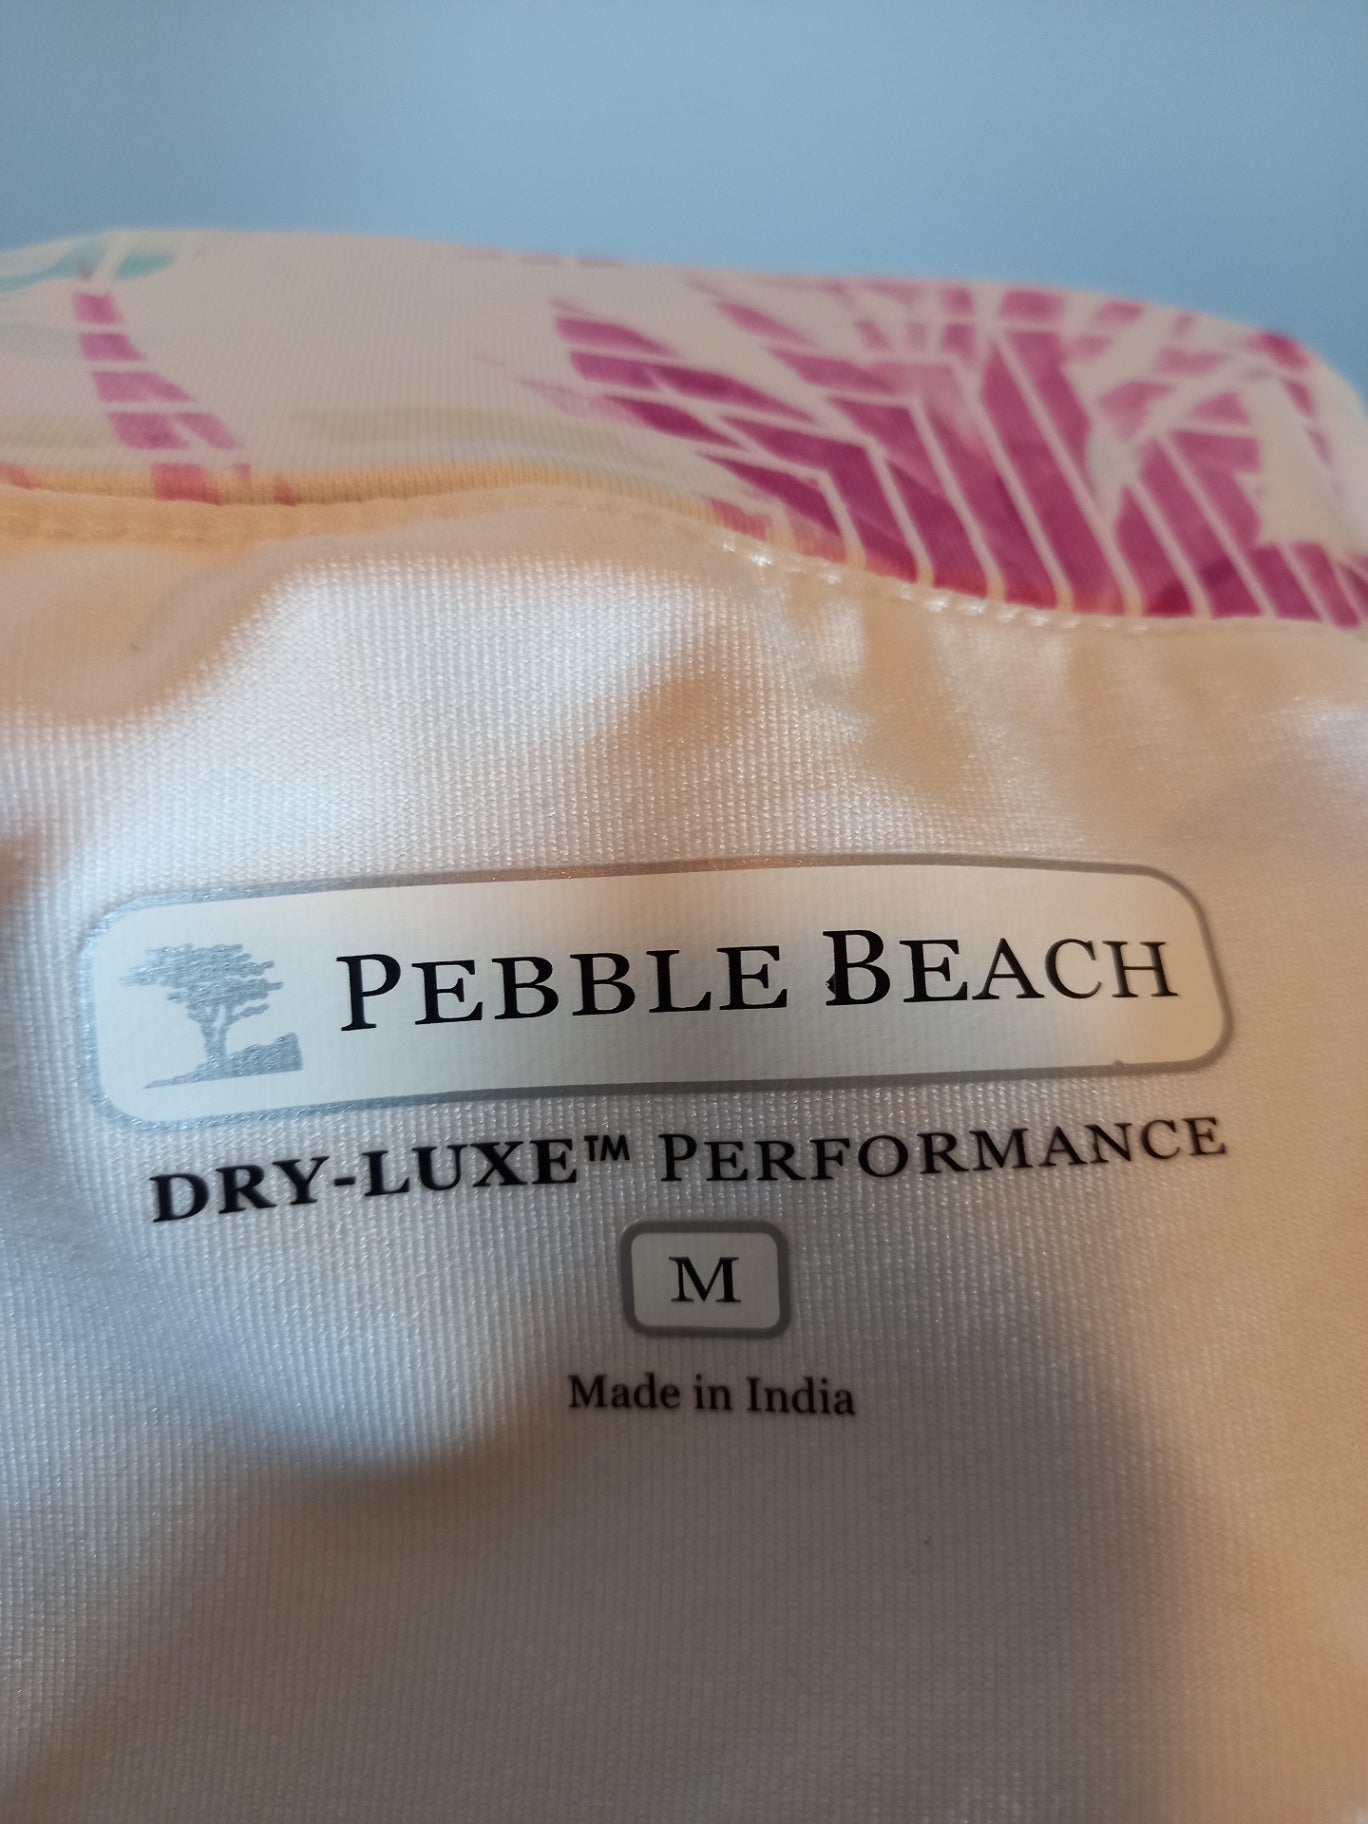 PEBBLE BEACH
DRY-LUXE™ PERFORMANCE
M
Made in India